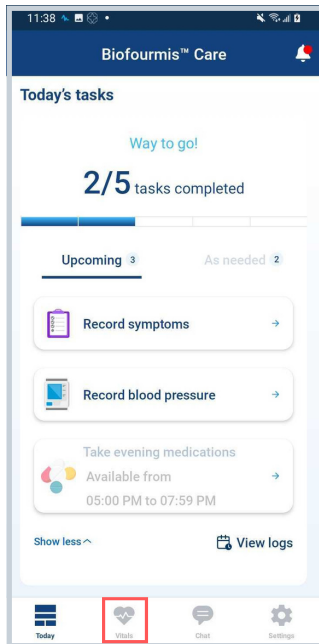 11:38
Biofourmis™ Care
Today's tasks
Way to go!
2/5 tasks completed
Upcoming 3
As needed 2
Record symptoms
Record blood pressure
Take evening medications
Available from
05:00 PM to 07:59 PM
Show less
View logs
Today
Vitals
Chat
Settings